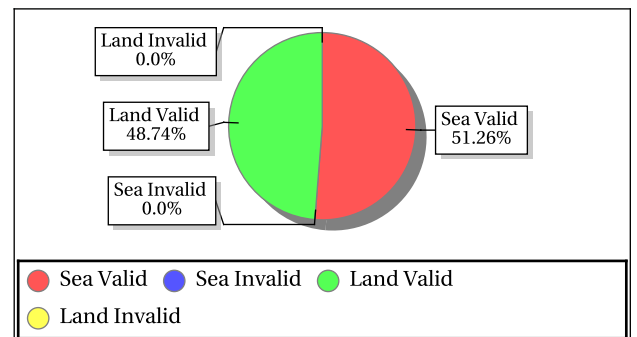 Land Invalid
0.0%
Land Valid
48.74%
Sea Valid
51.26%
Sea Invalid
0.0%
Sea Valid Sea Invalid Land Valid
Land Invalid